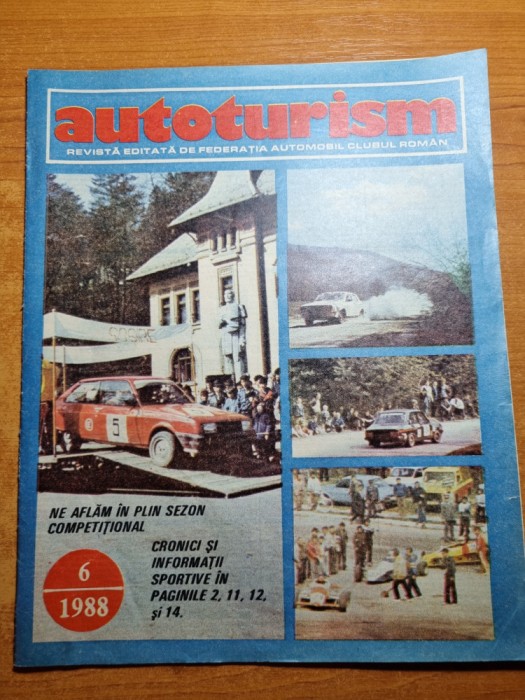 autoturism
REVISTĂ EDITATĂ DE FEDERAȚIA AUTOMOBIL CLUBUL ROMÂN
5
NE AFLĂM ÎN PLIN SEZON
COMPETIȚIONAL
CRONICI ȘI
INFORMAȚII
SPORTIVE ÎN
PAGINILE 2, 11, 12,
și 14.
6
1988